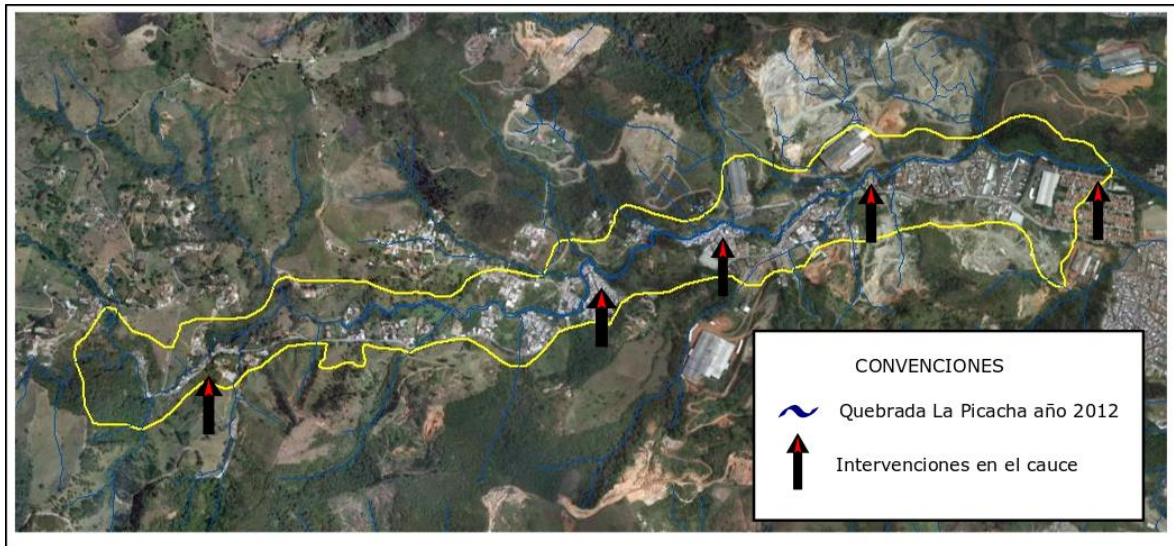 CONVENCIONES
Quebrada La Picacha año 2012
Intervenciones en el cauce